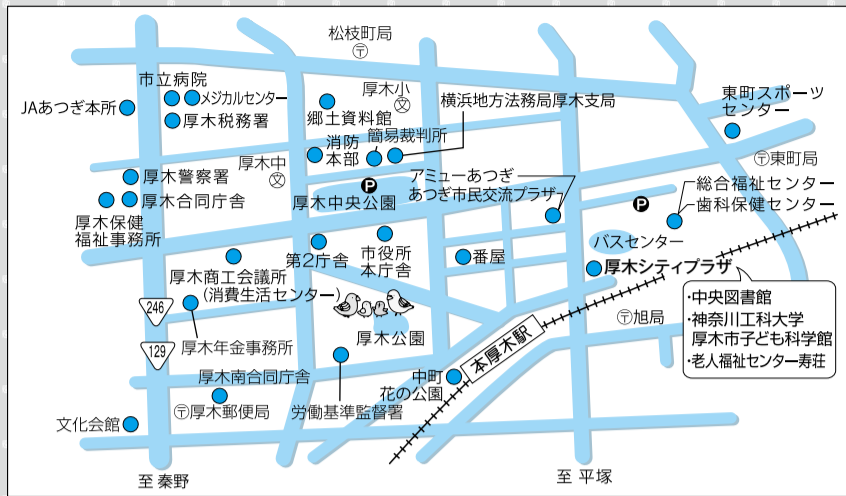 松枝町局
〒
市立病院
メジカルセンター
JAあつぎ本所
厚木税務署
郷土資料館
厚木小
文
横浜地方法務局厚木支局
東町スポーツ
センター
消防
本部
簡易裁判所
厚木中
文
〒東町局
厚木警察署
厚木合同庁舎
厚木保健
福祉事務所
P
厚木中央公園
アミューあつぎ
あつぎ市民交流プラザ
P
総合福祉センター
歯科保健センター
バスセンター
第2庁舎
市役所
本庁舎
番屋
厚木シティプラザ
・中央図書館
・神奈川工科大学
厚木市子ども科学館
・老人福祉センター寿荘
厚木商工会議所
(消費生活センター)
246
129
厚木年金事務所
厚木公園
〒旭局
本厚木駅
厚木南合同庁舎
中町
花の公園
〒厚木郵便局
労働基準監督署
文化会館
至 秦野
至 平塚